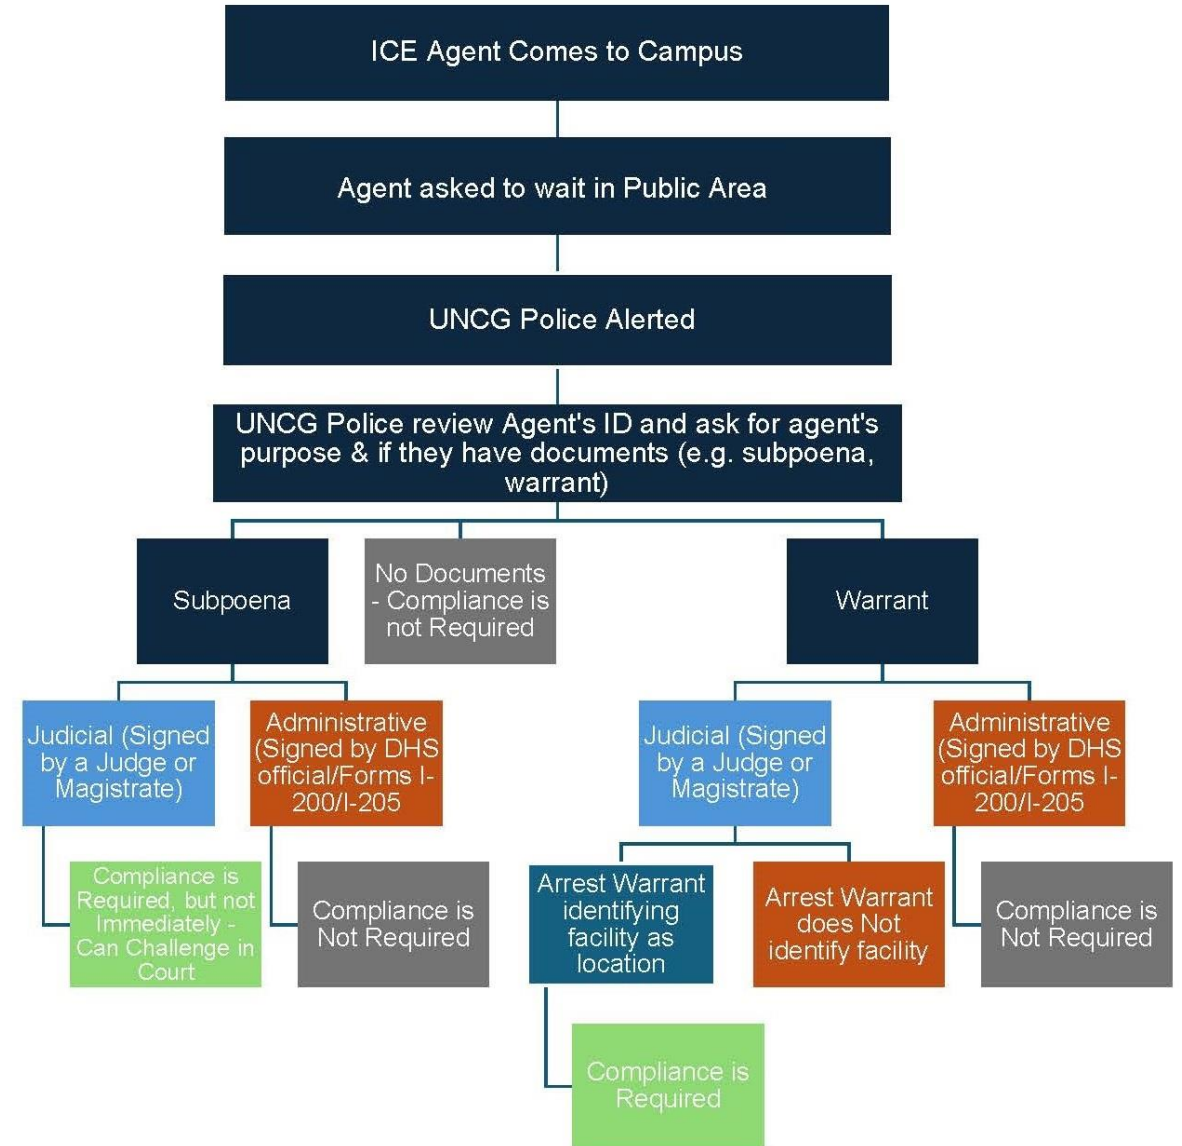 ICE Agent Comes to Campus
Agent asked to wait in Public Area
UNCG Police Alerted
UNCG Police review Agent's ID and ask for agent's
purpose & if they have documents (e.g. subpoena,
warrant)
Subpoena
No Documents
- Compliance is
not Required
Warrant
Judicial (Signed
by a Judge or
Magistrate)
Administrative
(Signed by DHS
official/Forms I-
200/I-205
Judicial (Signed
by a Judge or
Magistrate)
Administrative
(Signed by DHS
official/Forms I-
200/I-205
Compliance is
Required, but not
Immediately -
Can Challenge in
Court
Compliance is
Not Required
Arrest Warrant
identifying
facility as
location
Arrest Warrant
does Not
identify facility
Compliance is
Not Required
Compliance is
Required